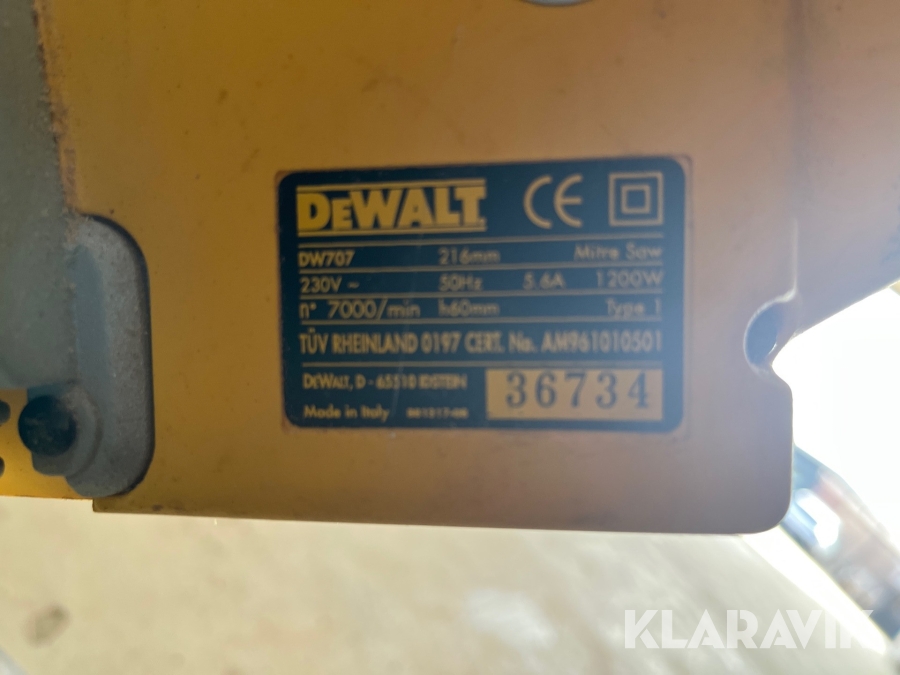 DEWALT CE
DW707 216mm Mitre Saw
230V ~ 50Hz 5.6A 1200W
n° 7000/min h60mm Type 1
TÜV RHEINLAND 0197 CERT. No. AM961010501
DEWALT, D - 65510 IDSTEIN
36734
Made in Italy
KLARAVIK